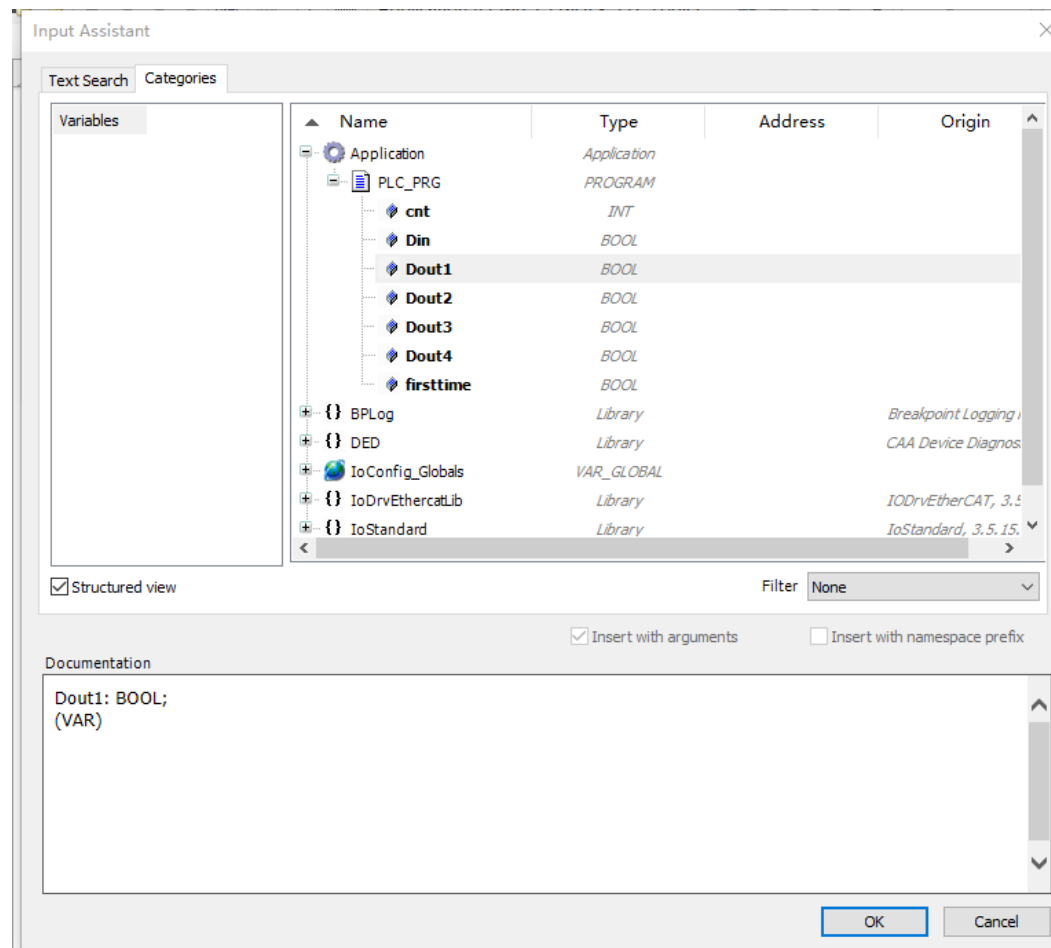 Input Assistant
Text Search Categories
Variables
Name Type Address Origin
Application Application
PLC_PRG PROGRAM
cnt INT
Din BOOL
Dout1 BOOL
Dout2 BOOL
Dout3 BOOL
Dout4 BOOL
firsttime BOOL
BPLog Library Breakpoint Logging
DED Library CAA Device Diagnos
IoConfig_Globals VAR_GLOBAL
IoDrvEthercatLib Library IODrvEtherCAT, 3.5
IoStandard Library IoStandard, 3.5.15.
Structured view Filter None
Insert with arguments Insert with namespace prefix
Documentation
Dout1: BOOL;
(VAR)
OK Cancel